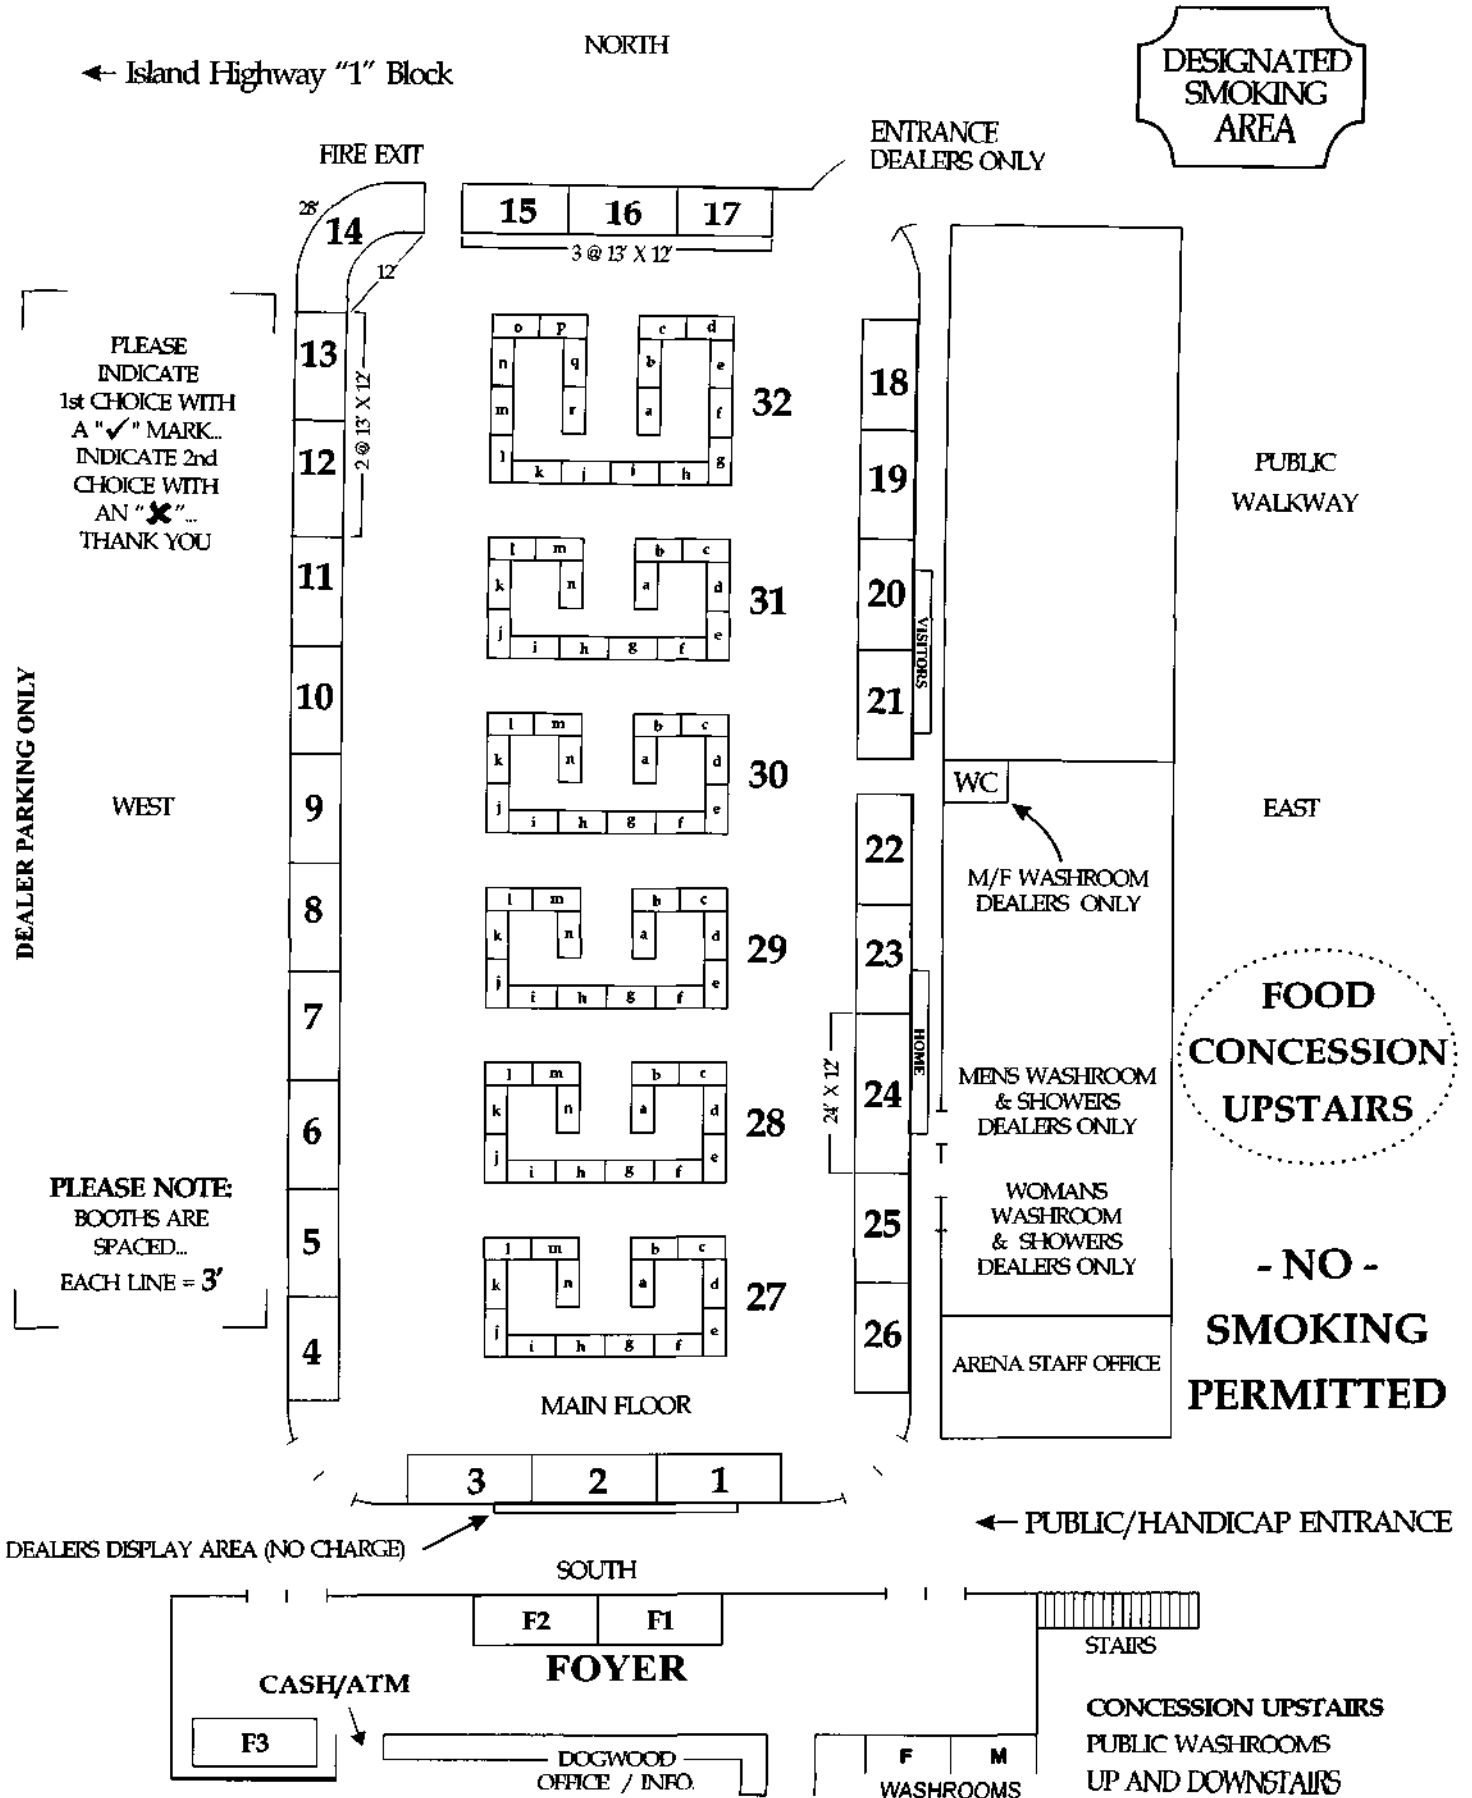 NORTH
← Island Highway "1" Block
DESIGNATED
SMOKING
AREA
ENTRANCE
DEALERS ONLY
FIRE EXIT
28'
14
12'
15 16 17
3 @ 13' X 12'
PLEASE
INDICATE
1st CHOICE WITH
A "✓" MARK...
INDICATE 2nd
CHOICE WITH
AN "✘"...
THANK YOU
13
12
2 @ 13' X 12'
11
10
9
8
7
6
5
4
DEALER PARKING ONLY
WEST
PLEASE NOTE:
BOOTHS ARE
SPACED...
EACH LINE = 3'
o p c d
n q b e
m r a f
l k j i h g
32
l m b c
k n a d
j i h g f e
31
l m b c
k n a d
j i h g f e
30
l m b c
k n a d
j i h g f e
29
l m b c
k n a d
j i h g f e
28
l m b c
k n a d
j i h g f e
27
MAIN FLOOR
18
19
20
21
VISITORS
22
23
24
HOME
24' X 12'
25
26
PUBLIC
WALKWAY
WC
EAST
M/F WASHROOM
DEALERS ONLY
FOOD
CONCESSION
UPSTAIRS
MENS WASHROOM
& SHOWERS
DEALERS ONLY
WOMANS
WASHROOM
& SHOWERS
DEALERS ONLY
- NO -
SMOKING
PERMITTED
ARENA STAFF OFFICE
3 2 1
← PUBLIC/HANDICAP ENTRANCE
DEALERS DISPLAY AREA (NO CHARGE)
SOUTH
F2 F1
FOYER
STAIRS
CASH/ATM
F3
DOGWOOD
OFFICE / INFO.
F M
WASHROOMS
CONCESSION UPSTAIRS
PUBLIC WASHROOMS
UP AND DOWNSTAIRS